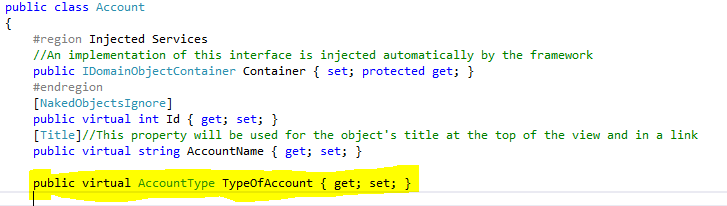 public class Account
{
#region Injected Services
//An implementation of this interface is injected automatically by the framework
public IDomainObjectContainer Container { set; protected get; }
#endregion
[NakedObjectsIgnore]
public virtual int Id { get; set; }
[Title]//This property will be used for the object's title at the top of the view and in a link
public virtual string AccountName { get; set; }
public virtual AccountType TypeOfAccount { get; set; }